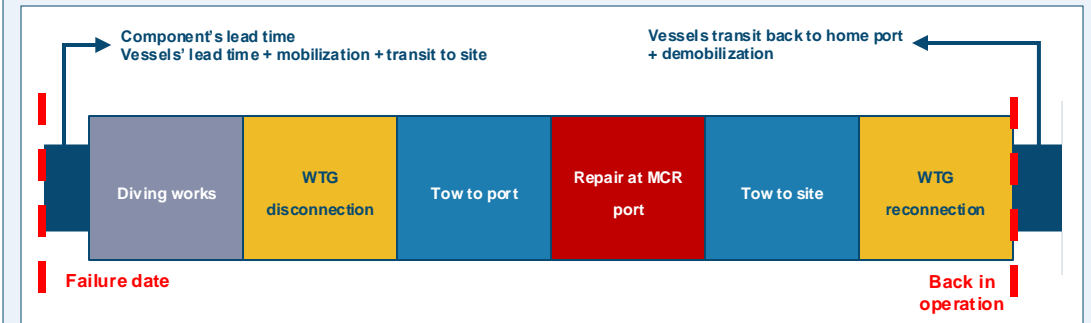 Component's lead time
Vessels' lead time + mobilization + transit to site
Vessels transit back to home port
+ demobilization
Diving works
WTG
disconnection
Tow to port
Repair at MCR
port
Tow to site
WTG
reconnection
Failure date
Back in
operation